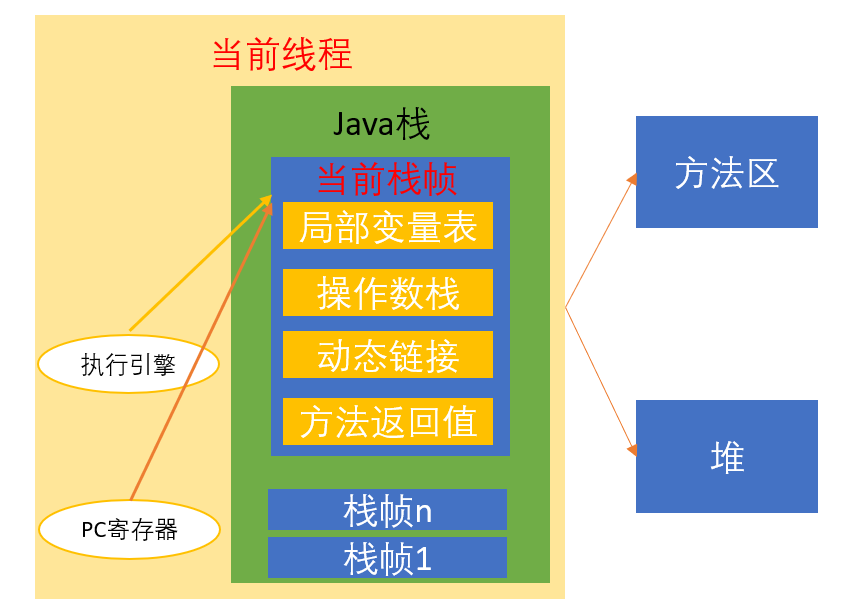 当前线程
Java栈
当前栈帧
局部变量表
操作数栈
动态链接
方法返回值
栈帧n
栈帧1
执行引擎
PC寄存器
方法区
堆